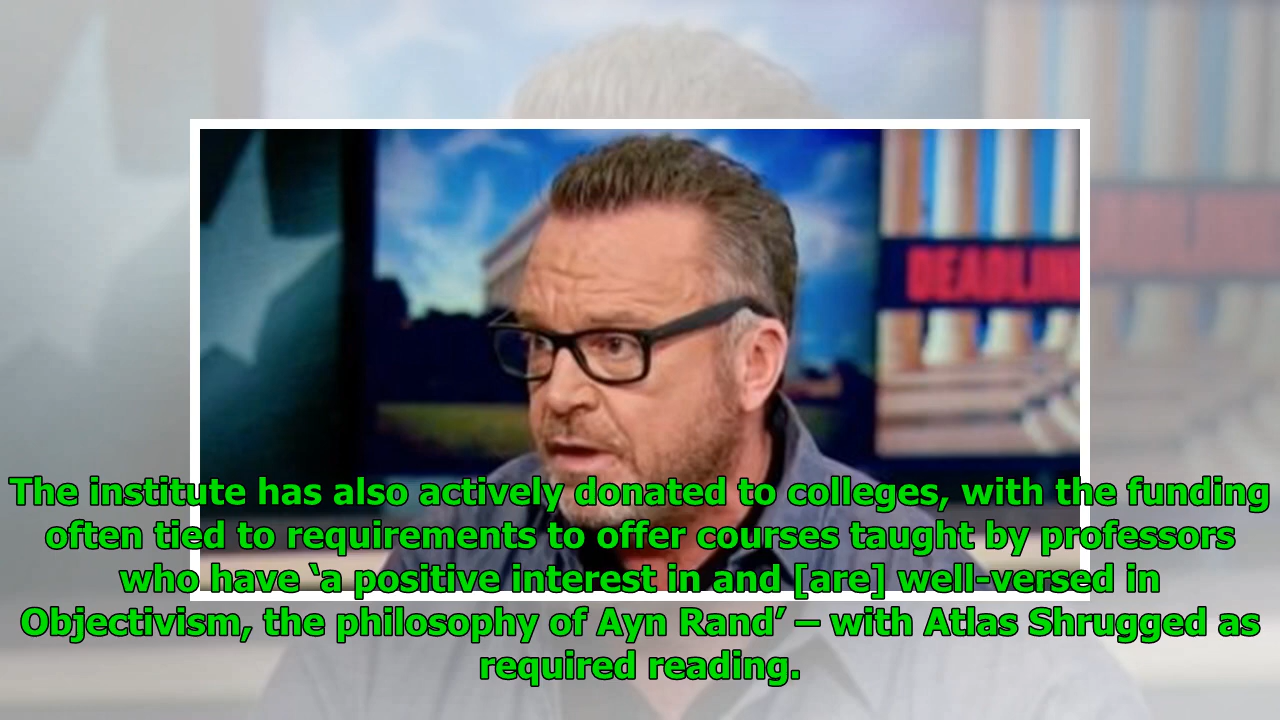 DEADLIN
The institute has also actively donated to colleges, with the funding
often tied to requirements to offer courses taught by professors
who have ‘a positive interest in and [are] well-versed in
Objectivism, the philosophy of Ayn Rand’ – with Atlas Shrugged as
required reading.